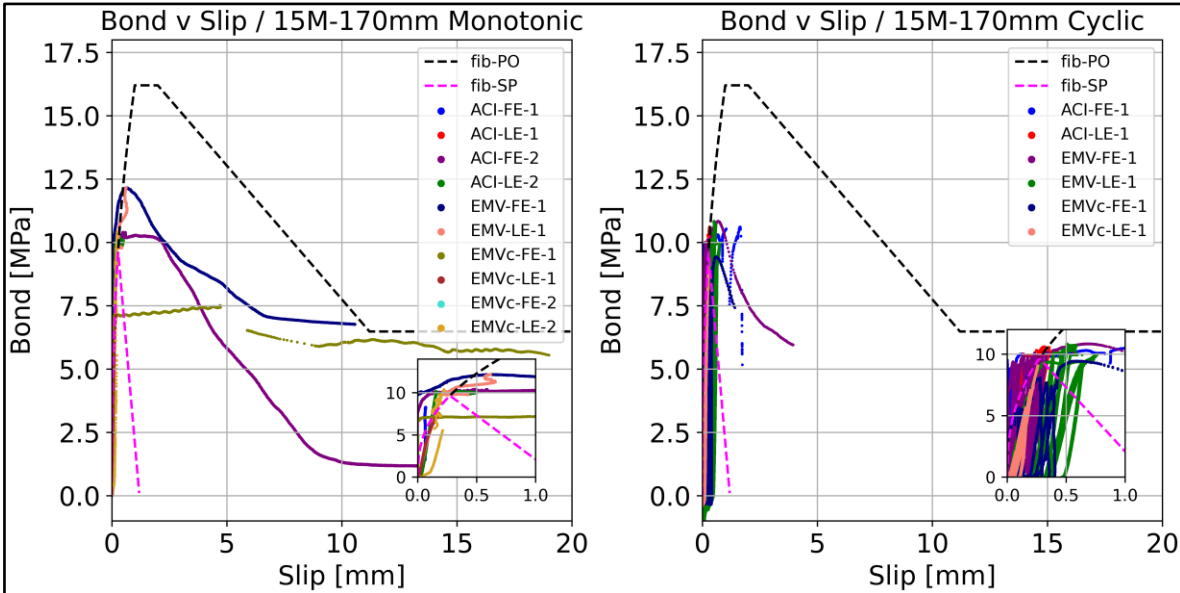 Bond v Slip / 15M-170mm Monotonic
17.5
15.0
12.5
10.0
7.5
5.0
2.5
0.0
Bond [MPa]
fib-PO
fib-SP
ACI-FE-1
ACI-LE-1
ACI-FE-2
ACI-LE-2
EMV-FE-1
EMV-LE-1
EMVc-FE-1
EMVc-LE-1
EMVc-FE-2
EMVc-LE-2
10
5
0
0.0 0.5 1.0
0 5 10 15 20
Slip [mm]
Bond v Slip / 15M-170mm Cyclic
17.5
15.0
12.5
10.0
7.5
5.0
2.5
0.0
Bond [MPa]
fib-PO
fib-SP
ACI-FE-1
ACI-LE-1
EMV-FE-1
EMV-LE-1
EMVc-FE-1
EMVc-LE-1
10
5
0
0.0 0.5 1.0
0 5 10 15 20
Slip [mm]